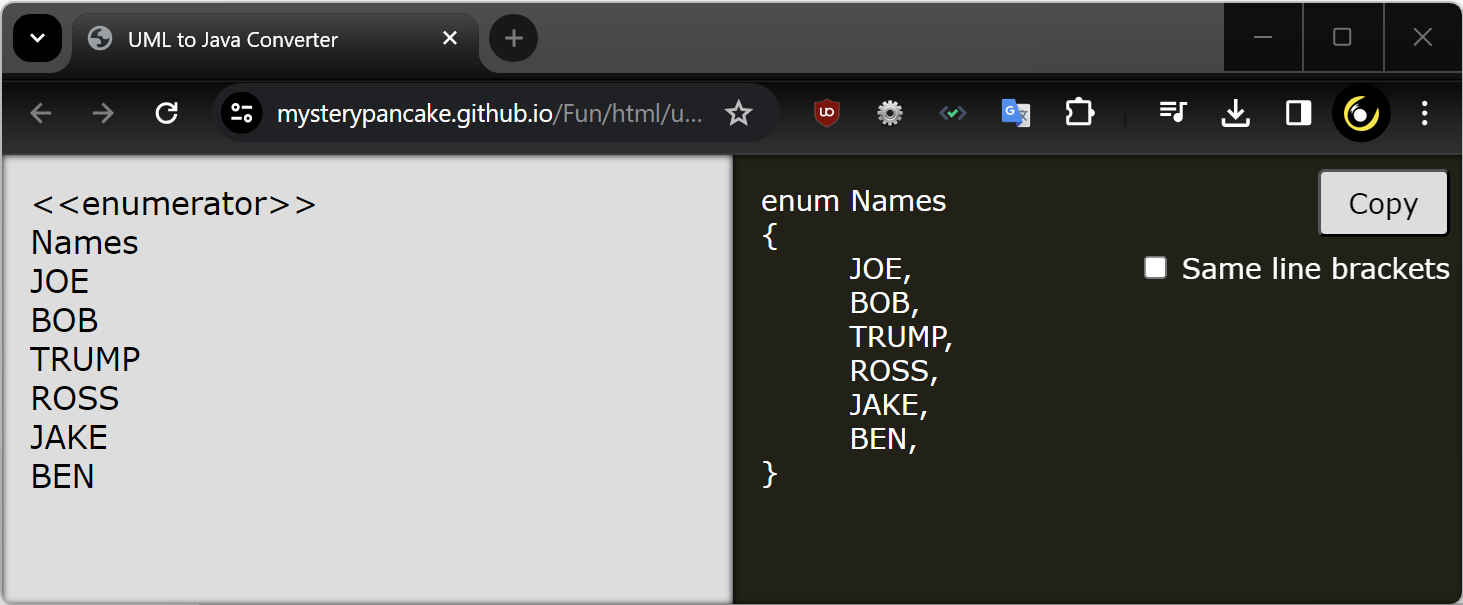 UML to Java Converter
mysterypancake.github.io/Fun/html/u...
<<enumerator>>
Names
JOE
BOB
TRUMP
ROSS
JAKE
BEN
enum Names
{
JOE,
BOB,
TRUMP,
ROSS,
JAKE,
BEN,
}
Copy
Same line brackets